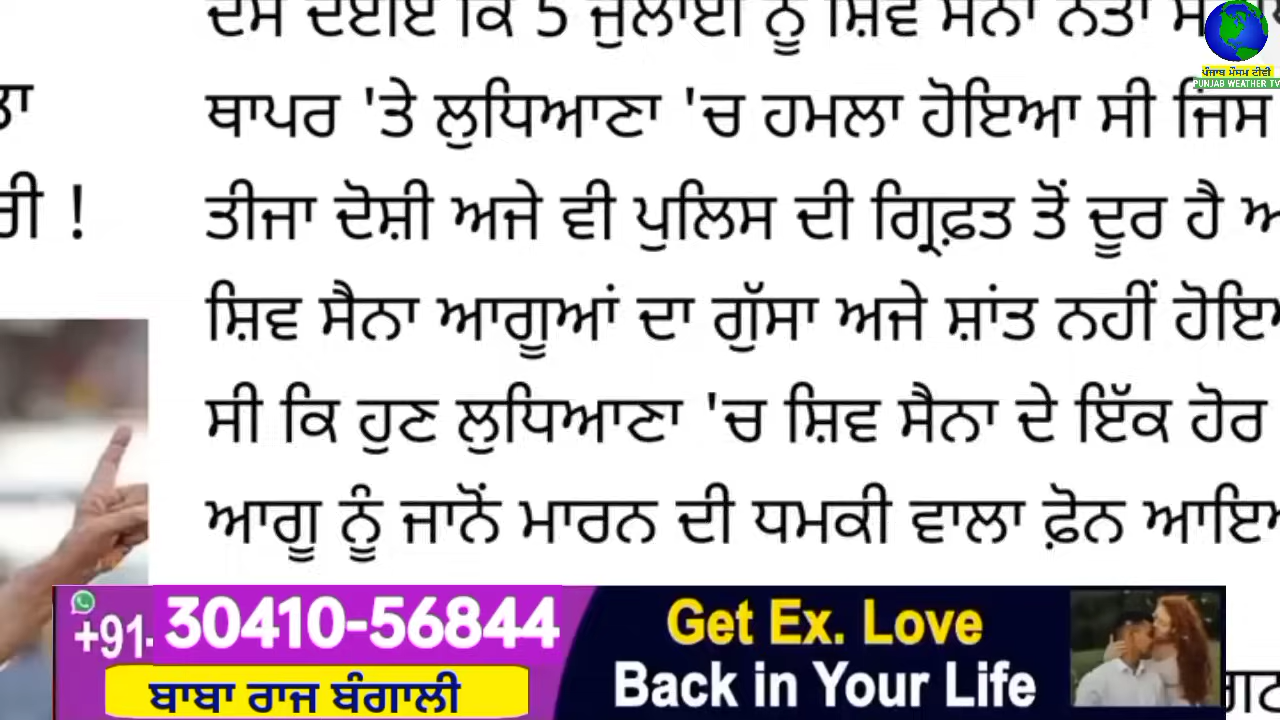 ਦੱਸ ਦੇਈਏ ਕਿ 5 ਜੁਲਾਈ ਨੂੰ ਸ਼ਿਵ ਸੈਨਾ ਨੇਤਾ
ਥਾਪਰ 'ਤੇ ਲੁਧਿਆਣਾ 'ਚ ਹਮਲਾ ਹੋਇਆ ਸੀ ਜਿਸ
ਤੀਜਾ ਦੋਸ਼ੀ ਅਜੇ ਵੀ ਪੁਲਿਸ ਦੀ ਗ੍ਰਿਫ਼ਤ ਤੋਂ ਦੂਰ ਹੈ
ਸ਼ਿਵ ਸੈਨਾ ਆਗੂਆਂ ਦਾ ਗੁੱਸਾ ਅਜੇ ਸ਼ਾਂਤ ਨਹੀਂ
ਸੀ ਕਿ ਹੁਣ ਲੁਧਿਆਣਾ 'ਚ ਸ਼ਿਵ ਸੈਨਾ ਦੇ ਇੱਕ ਹੋਰ
ਆਗੂ ਨੂੰ ਜਾਨੋਂ ਮਾਰਨ ਦੀ ਧਮਕੀ ਵਾਲਾ ਫ਼ੋਨ
ਪੰਜਾਬ ਮੌਸਮ ਟੀਵੀ
PUNJAB WEATHER TV
+91- 30410-56844
ਬਾਬਾ ਰਾਜ ਬੰਗਾਲੀ
Get Ex. Love
Back in Your Life